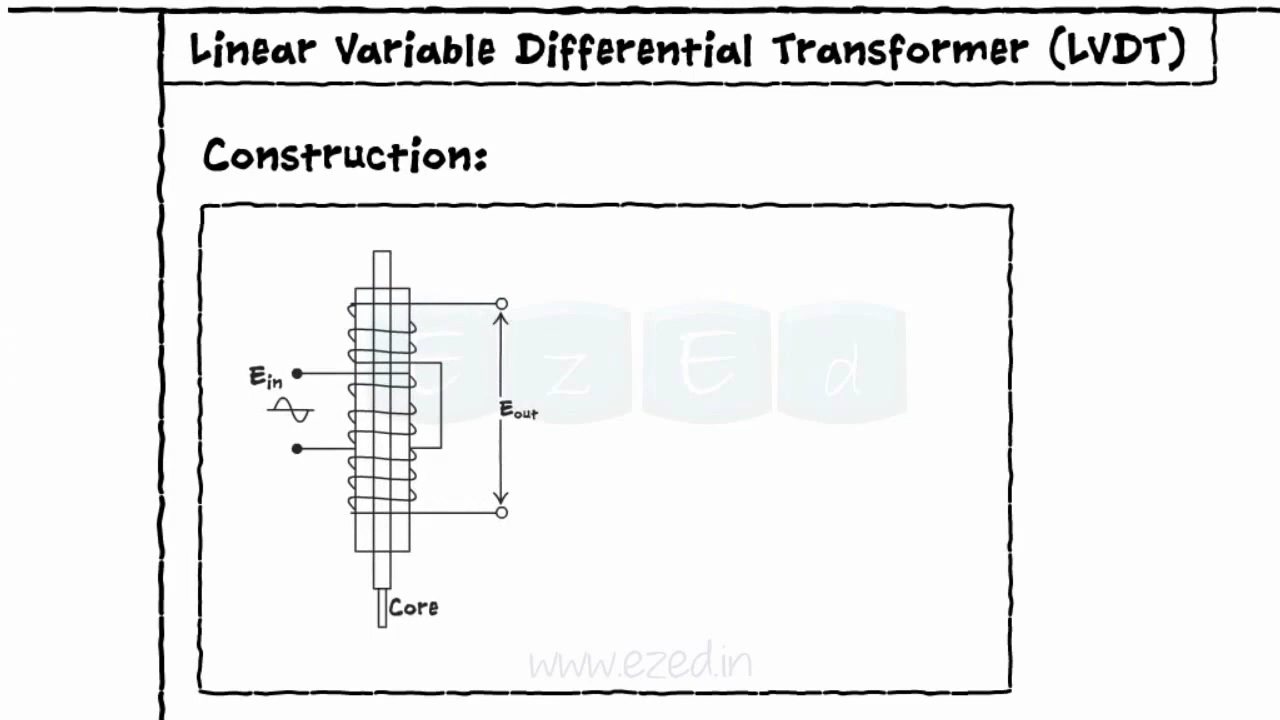 Linear Variable Differential Transformer (LVDT)
Construction:
E z E d
Ein
Eout
Core
www.ezed.in